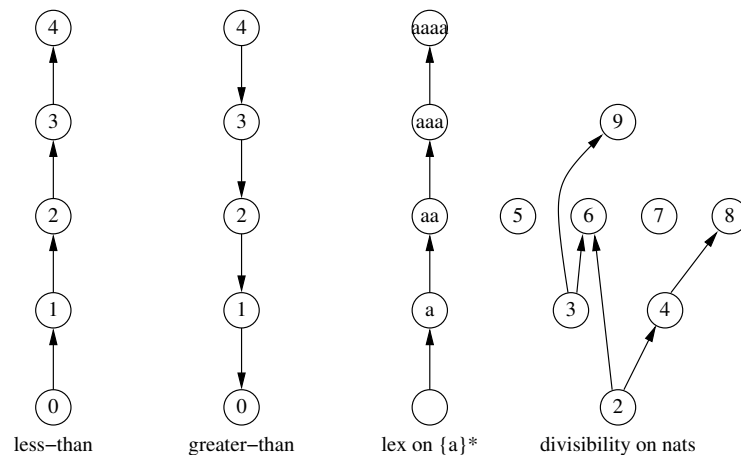 4 4 aaaa
3 3 aaa 9
2 2 aa 5 6 7 8
1 1 a 3 4
0 0 2
less-than greater-than lex on {a}* divisibility on nats